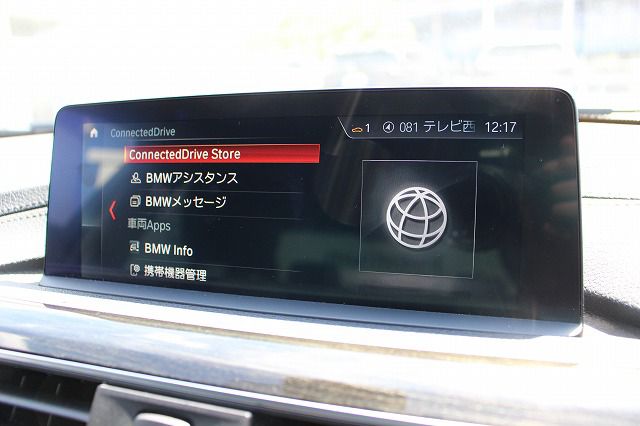 ConnectedDrive
1 081 テレビ西 12:17
ConnectedDrive Store
BMWアシスタンス
BMWメッセージ
車両Apps
BMW Info
携帯機器管理